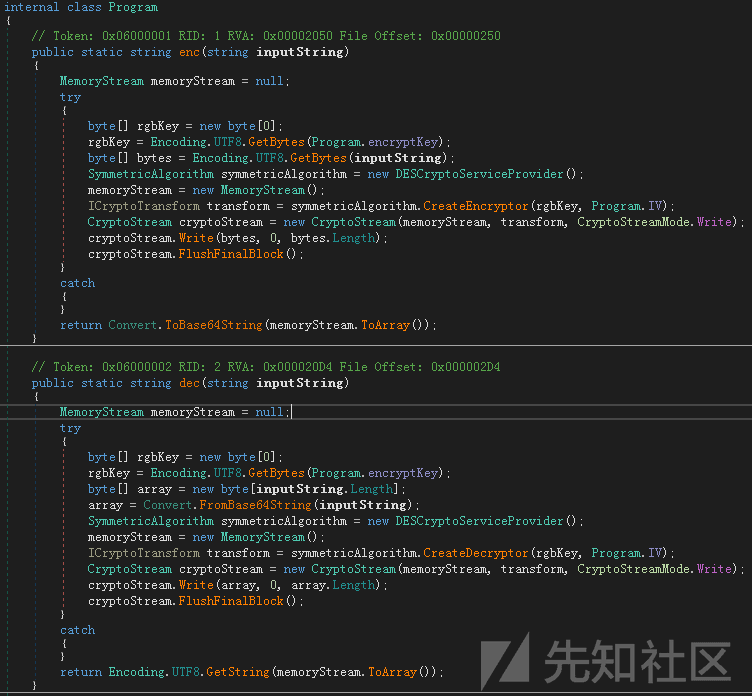 internal class Program
{
// Token: 0x06000001 RID: 1 RVA: 0x00002050 File Offset: 0x00000250
public static string enc(string inputString)
{
MemoryStream memoryStream = null;
try
{
byte[] rgbKey = new byte[0];
rgbKey = Encoding.UTF8.GetBytes(Program.encryptKey);
byte[] bytes = Encoding.UTF8.GetBytes(inputString);
SymmetricAlgorithm symmetricAlgorithm = new DESCryptoServiceProvider();
memoryStream = new MemoryStream();
ICryptoTransform transform = symmetricAlgorithm.CreateEncryptor(rgbKey, Program.IV);
CryptoStream cryptoStream = new CryptoStream(memoryStream, transform, CryptoStreamMode.Write);
cryptoStream.Write(bytes, 0, bytes.Length);
cryptoStream.FlushFinalBlock();
}
catch
{
}
return Convert.ToBase64String(memoryStream.ToArray());
}
// Token: 0x06000002 RID: 2 RVA: 0x000020D4 File Offset: 0x000002D4
public static string dec(string inputString)
{
MemoryStream memoryStream = null;
try
{
byte[] rgbKey = new byte[0];
rgbKey = Encoding.UTF8.GetBytes(Program.encryptKey);
byte[] array = new byte[inputString.Length];
array = Convert.FromBase64String(inputString);
SymmetricAlgorithm symmetricAlgorithm = new DESCryptoServiceProvider();
memoryStream = new MemoryStream();
ICryptoTransform transform = symmetricAlgorithm.CreateDecryptor(rgbKey, Program.IV);
CryptoStream cryptoStream = new CryptoStream(memoryStream, transform, CryptoStreamMode.Write);
cryptoStream.Write(array, 0, array.Length);
cryptoStream.FlushFinalBlock();
}
catch
{
}
return Encoding.UTF8.GetString(memoryStream.ToArray());
}
先知社区